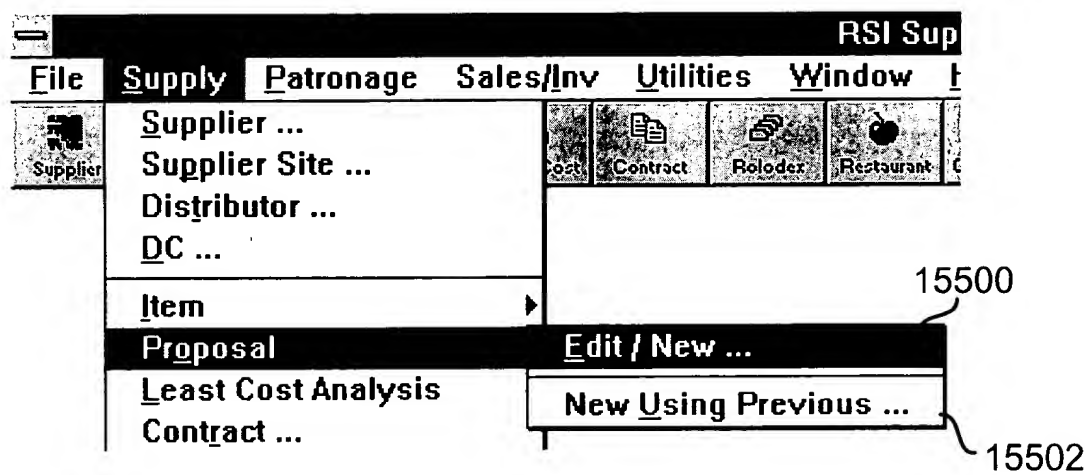 RSI Sup
File Supply Patronage Sales/Inv Utilities Window
Supplier Cost Contract Rolodex Restaurant
Supplier ...
Supplier Site ...
Distributor ...
DC ...
15500
Item
Proposal Edit / New ...
Least Cost Analysis New Using Previous ...
Contract ...
15502